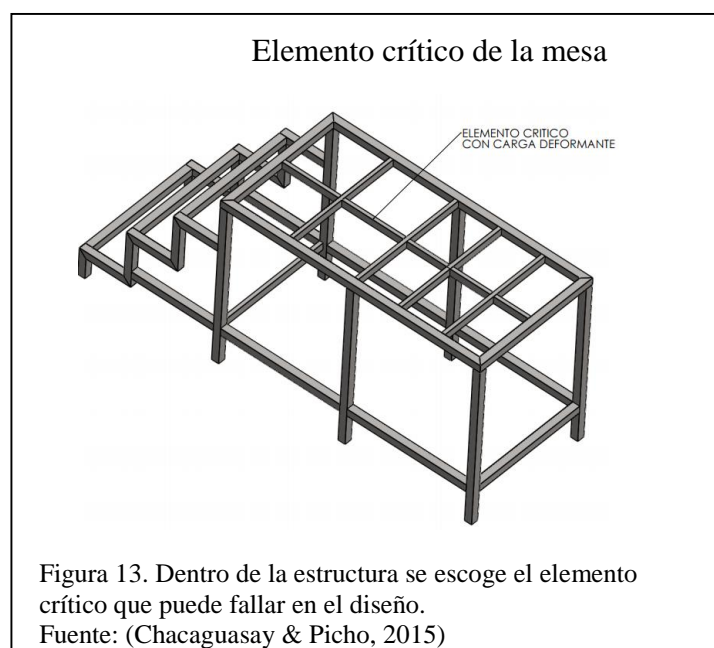 Elemento crítico de la mesa
ELEMENTO CRITICO
CON CARGA DEFORMANTE
Figura 13. Dentro de la estructura se escoge el elemento
crítico que puede fallar en el diseño.
Fuente: (Chacaguasay & Picho, 2015)